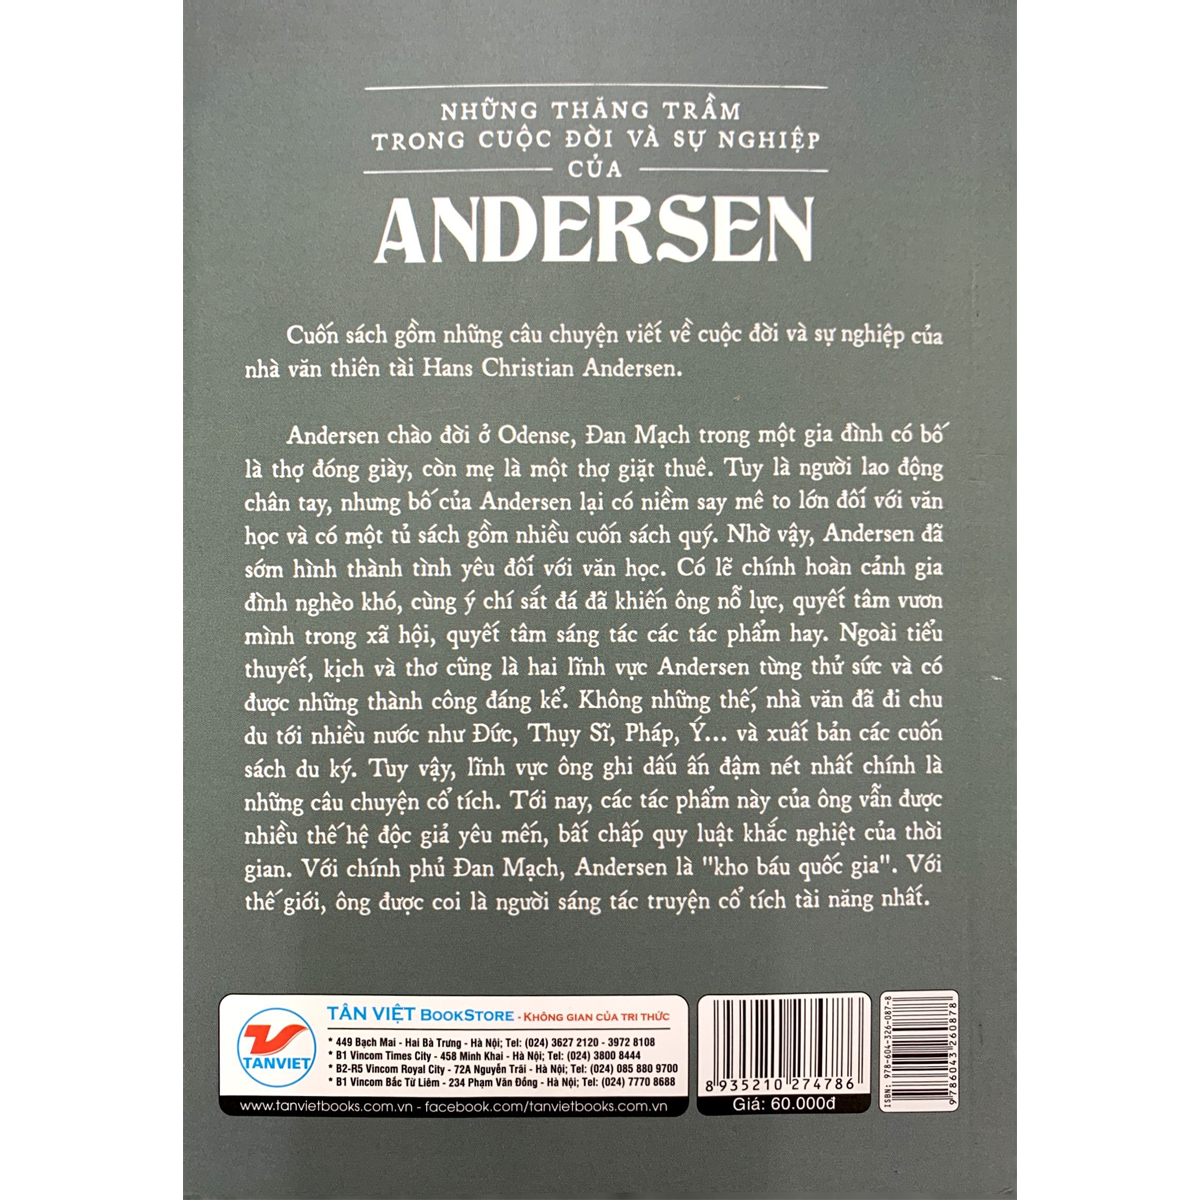 NHỮNG THĂNG TRẦM
TRONG CUỘC ĐỜI VÀ SỰ NGHIỆP
CỦA
ANDERSEN
Cuốn sách gồm những câu chuyện viết về cuộc đời và sự nghiệp của
nhà văn thiên tài Hans Christian Andersen.
Andersen chào đời ở Odense, Đan Mạch trong một gia đình có bố
là thợ đóng giày, còn mẹ là một thợ giặt thuê. Tuy là người lao động
chân tay, nhưng bố của Andersen lại có niềm say mê to lớn đối với văn
học và có một tủ sách gồm nhiều cuốn sách quý. Nhờ vậy, Andersen đã
sớm hình thành tình yêu đối với văn học. Có lẽ chính hoàn cảnh gia
đình nghèo khó, cùng ý chí sắt đá đã khiến ông nỗ lực, quyết tâm vươn
mình trong xã hội, quyết tâm sáng tác các tác phẩm hay. Ngoài tiểu
thuyết, kịch và thơ cũng là hai lĩnh vực Andersen từng thử sức và có
được những thành công đáng kể. Không những thế, nhà văn đã đi chu
du tới nhiều nước như Đức, Thụy Sĩ, Pháp, Ý... và xuất bản các cuốn
sách du ký. Tuy vậy, lĩnh vực ông ghi dấu ấn đậm nét nhất chính là
những câu chuyện cổ tích. Tới nay, các tác phẩm này của ông vẫn được
nhiều thế hệ độc giả yêu mến, bất chấp quy luật khắc nghiệt của thời
gian. Với chính phủ Đan Mạch, Andersen là "kho báu quốc gia". Với
thế giới, ông được coi là người sáng tác truyện cổ tích tài năng nhất.
TANVIET
TÂN VIỆT BOOKSTORE - KHÔNG GIAN CỦA TRI THỨC
* 449 Bạch Mai - Hai Bà Trưng - Hà Nội; Tel: (024) 3627 2120 - 3972 8108
* B1 Vincom Times City - 458 Minh Khai - Hà Nội; Tel: (024) 3800 8444
* B2-R5 Vincom Royal City - 72A Nguyễn Trãi - Hà Nội; Tel: (024) 085 880 9700
* B1 Vincom Bắc Từ Liêm - 234 Phạm Văn Đồng - Hà Nội; Tel: (024) 7770 8688
www.tanvietbooks.com.vn - facebook.com/tanvietbooks.com.vn
8 935210 274786
Giá: 60.000đ
ISBN: 978-604-326-087-8
9 786043 260878